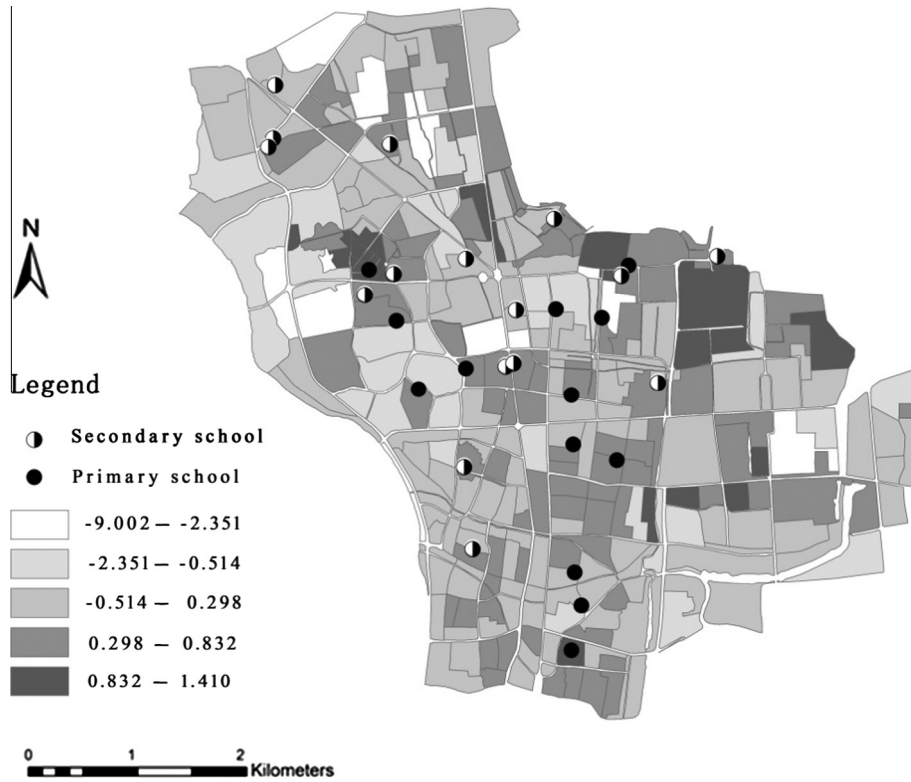 N
Legend
Secondary school
Primary school
-9.002 — -2.351
-2.351 — -0.514
-0.514 — 0.298
0.298 — 0.832
0.832 — 1.410
0 1 2
Kilometers